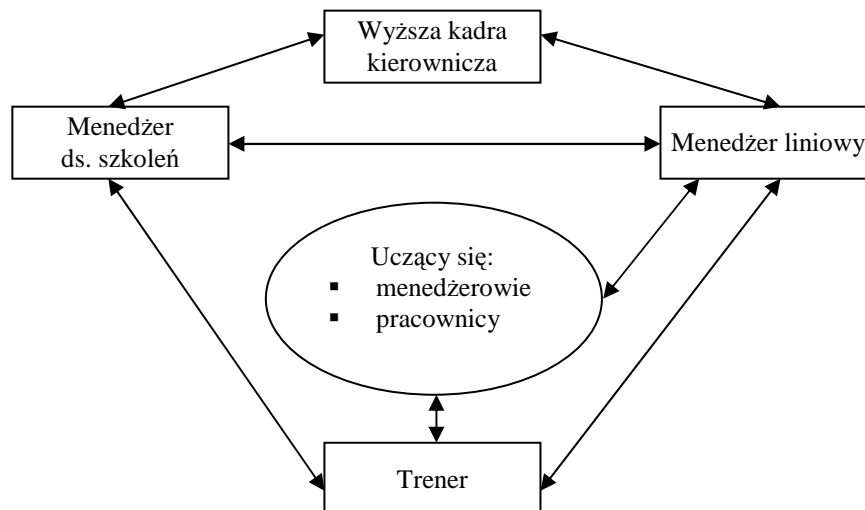 Wyższa kadra
kierownicza
Menedżer
ds. szkoleń
Menedżer liniowy
Uczący się:
▪ menedżerowie
▪ pracownicy
Trener